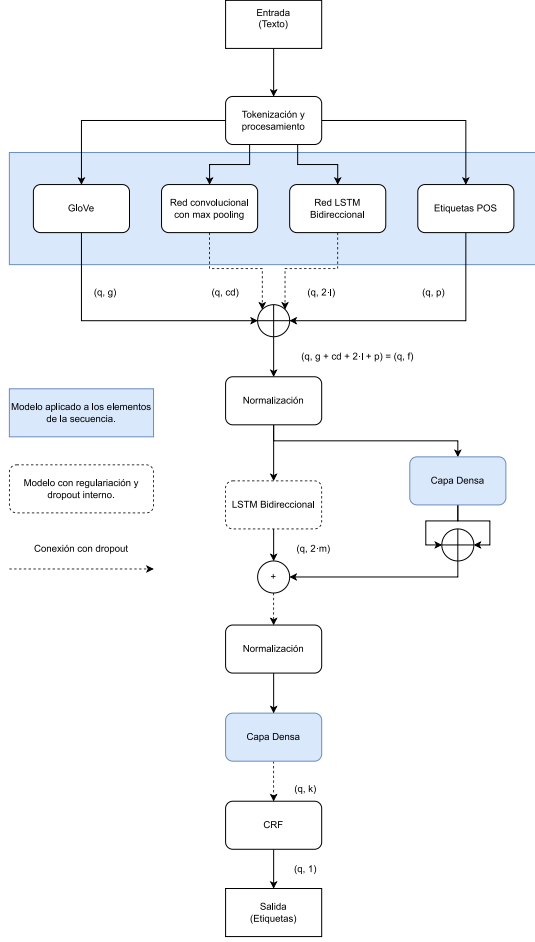 Entrada
(Texto)
Tokenización y
procesamiento
GloVe
Red convolucional
con max pooling
Red LSTM
Bidireccional
Etiquetas POS
(q, g)
(q, cd)
(q, 2·l)
(q, p)
(q, g + cd + 2·l + p) = (q, f)
Normalización
Modelo aplicado a los elementos
de la secuencia.
Capa Densa
Modelo con regulariación y
dropout interno.
LSTM Bidireccional
Conexión con dropout
(q, 2·m)
+
Normalización
Capa Densa
(q, k)
CRF
(q, 1)
Salida
(Etiquetas)